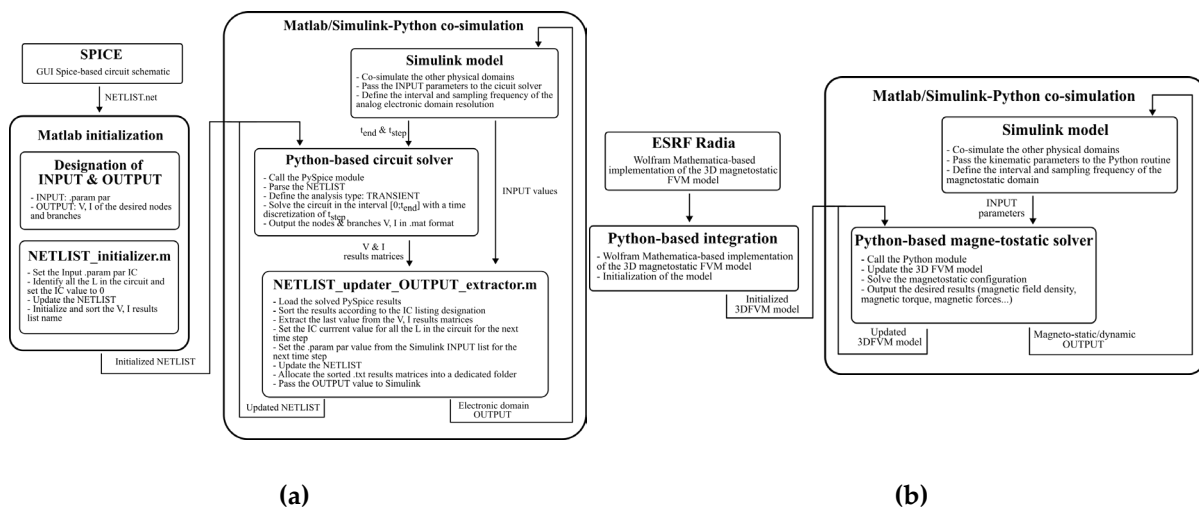 SPICE
GUI Spice-based circuit schematic
NETLIST.net
Matlab initialization
Designation of
INPUT & OUTPUT
- INPUT: .param par
- OUTPUT: V, I of the desired nodes
and branches
NETLIST_initializer.m
- Set the Input .param par IC
- Identify all the L in the circuit and
set the IC value to 0
- Update the NETLIST
- Initialize and sort the V, I results
list name
Initialized NETLIST
Matlab/Simulink-Python co-simulation
Simulink model
- Co-simulate the other physical domains
- Pass the INPUT parameters to the cicuit solver
- Define the interval and sampling frequency of the
analog electronic domain resolution
tend & tstep
INPUT values
Python-based circuit solver
- Call the PySpice module
- Parse the NETLIST
- Define the analysis type: TRANSIENT
- Solve the circuit in the interval [0;tend] with a time
discretization of tstep
- Output the nodes & branches V, I in .mat format
V & I
results matrices
NETLIST_updater_OUTPUT_extractor.m
- Load the solved PySpice results
- Sort the results according to the IC listing designation
- Extract the last value from the V, I results matrices
- Set the IC currrent value for all the L in the circuit for the next
time step
- Set the .param par value from the Simulink INPUT list for the
next time step
- Update the NETLIST
- Allocate the sorted .txt results matrices into a dedicated folder
- Pass the OUTPUT value to Simulink
Updated NETLIST
Electronic domain
OUTPUT
(a)
ESRF Radia
Wolfram Mathematica-based
implementation of the 3D magnetostatic
FVM model
Python-based integration
- Wolfram Mathematica-based implementation
of the 3D magnetostatic FVM model
- Initialization of the model
Initialized
3DFVM model
Matlab/Simulink-Python co-simulation
Simulink model
- Co-simulate the other physical domains
- Pass the kinematic parameters to the Python routine
- Define the interval and sampling frequency of the
magnetostatic domain
INPUT
parameters
Python-based magne-tostatic solver
- Call the Python module
- Update the 3D FVM model
- Solve the magnetostatic configuration
- Output the desired results (magnetic field density,
magnetic torque, magnetic forces...)
Updated
3DFVM model
Magneto-static/dynamic
OUTPUT
(b)